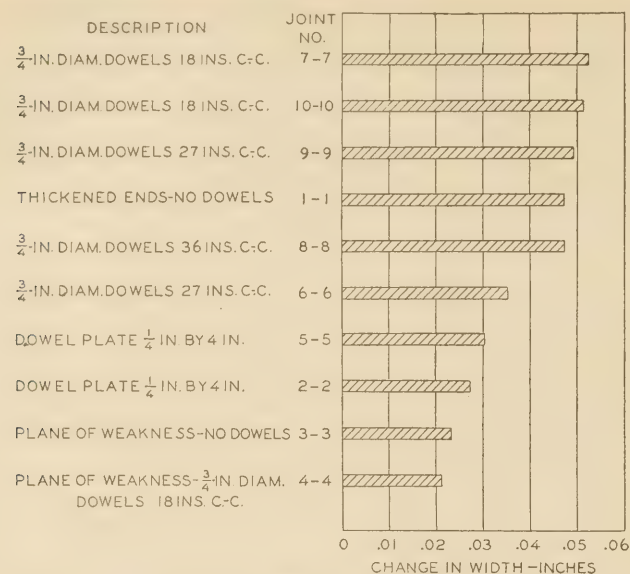 DESCRIPTION JOINT NO.
3/4-IN. DIAM. DOWELS 18 INS. C.-C. 7-7
3/4-IN. DIAM. DOWELS 18 INS. C.-C. 10-10
3/4-IN. DIAM. DOWELS 27 INS. C.-C. 9-9
THICKENED ENDS-NO DOWELS 1-1
3/4-IN. DIAM. DOWELS 36 INS. C.-C. 8-8
3/4-IN. DIAM. DOWELS 27 INS. C.-C. 6-6
DOWEL PLATE 1/4 IN. BY 4 IN. 5-5
DOWEL PLATE 1/4 IN. BY 4 IN. 2-2
PLANE OF WEAKNESS-NO DOWELS 3-3
PLANE OF WEAKNESS-3/4-IN. DIAM. 4-4
DOWELS 18 INS. C.-C.
0 .01 .02 .03 .04 .05 .06
CHANGE IN WIDTH-INCHES